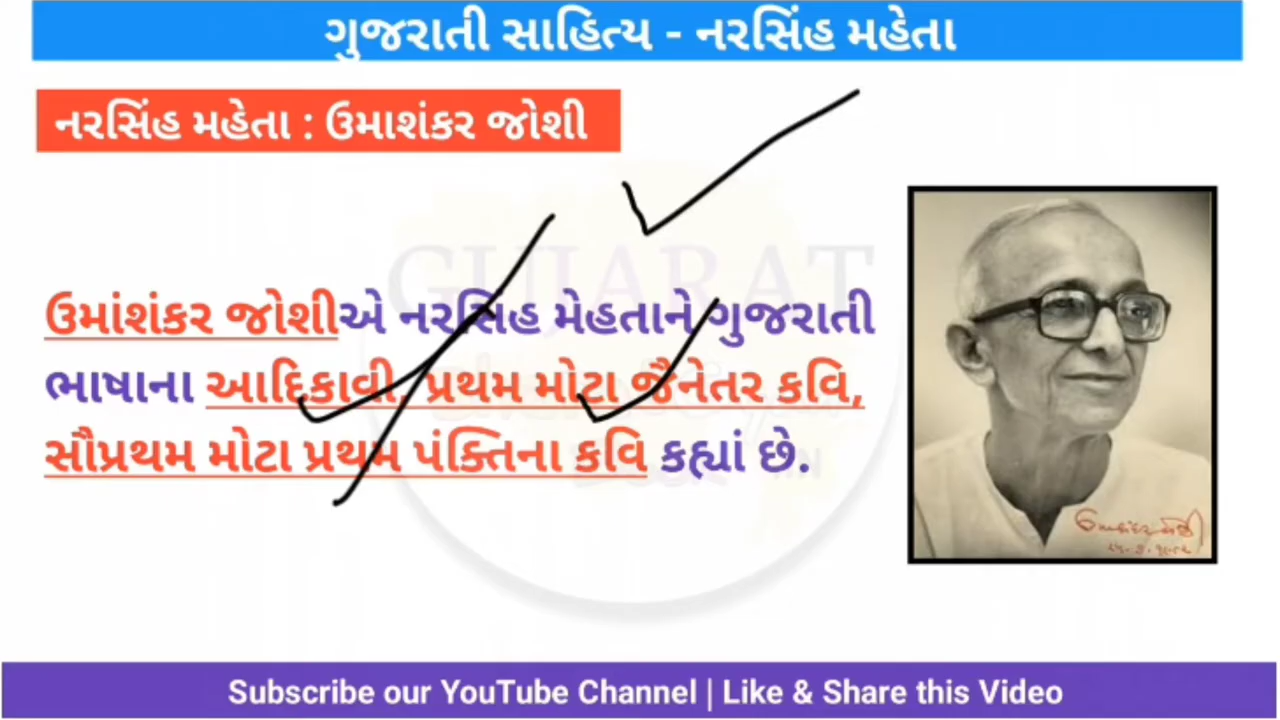 ગુજરાતી સાહિત્ય - નરસિંહ મહેતા
નરસિંહ મહેતા : ઉમાશંકર જોશી
ઉમાંશંકર જોશીએ નરસિંહ મેહતાને ગુજરાતી
ભાષાના આદિકાવી, પ્રથમ મોટા જૈનેતર કવિ,
સૌપ્રથમ મોટા પ્રથમ પંક્તિના કવિ કહ્યાં છે.
GUJARAT
Subscribe our YouTube Channel | Like & Share this Video